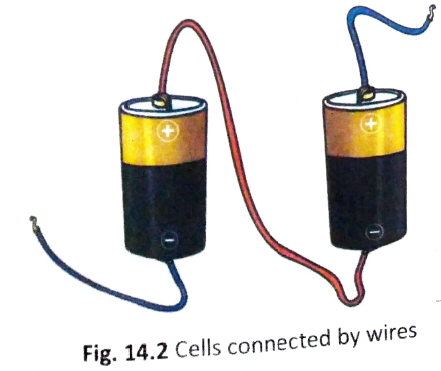 +
+
-
-
Fig. 14.2 Cells connected by wires